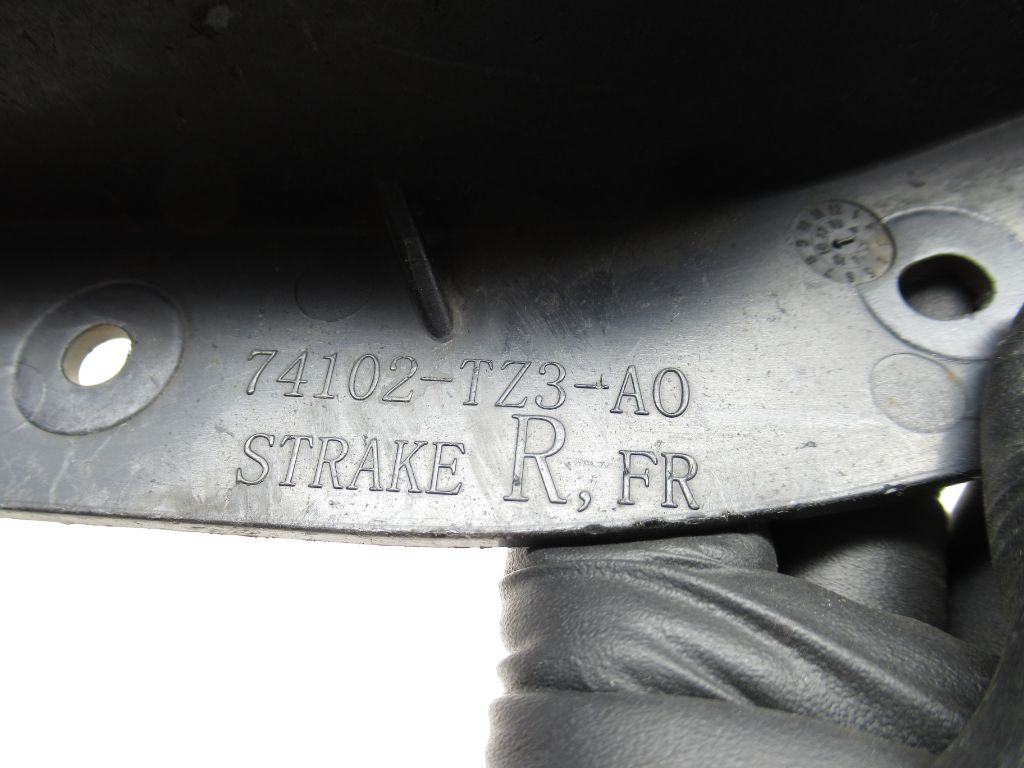 74102-TZ3-A0
STRAKE R, FR